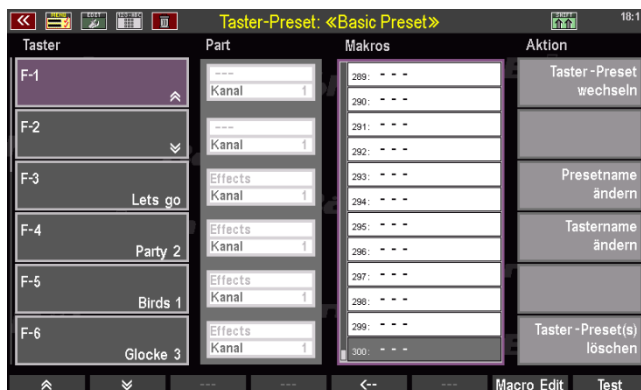 MENU EDIT SHIFT
Taster-Preset: «Basic Preset»
18:1
Taster Part Makros Aktion
F-1
---
Kanal 1
F-2
---
Kanal 1
F-3
Lets go
Effects
Kanal 1
F-4
Party 2
Effects
Kanal 1
F-5
Birds 1
Effects
Kanal 1
F-6
Glocke 3
Effects
Kanal 1
289: - - -
290: - - -
291: - - -
292: - - -
293: - - -
294: - - -
295: - - -
296: - - -
297: - - -
298: - - -
299: - - -
300: - - -
Taster-Preset
wechseln
Presetname
ändern
Tastername
ändern
Taster-Preset(s)
löschen
--- --- <-- --- Macro Edit Test